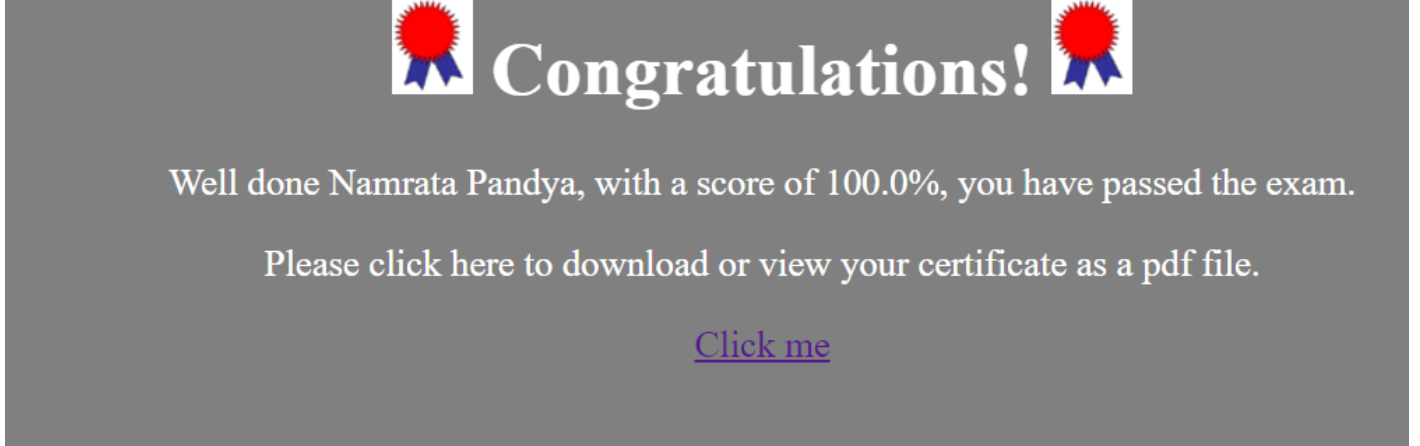 Congratulations!
Well done Namrata Pandya, with a score of 100.0%, you have passed the exam.
Please click here to download or view your certificate as a pdf file.
Click me